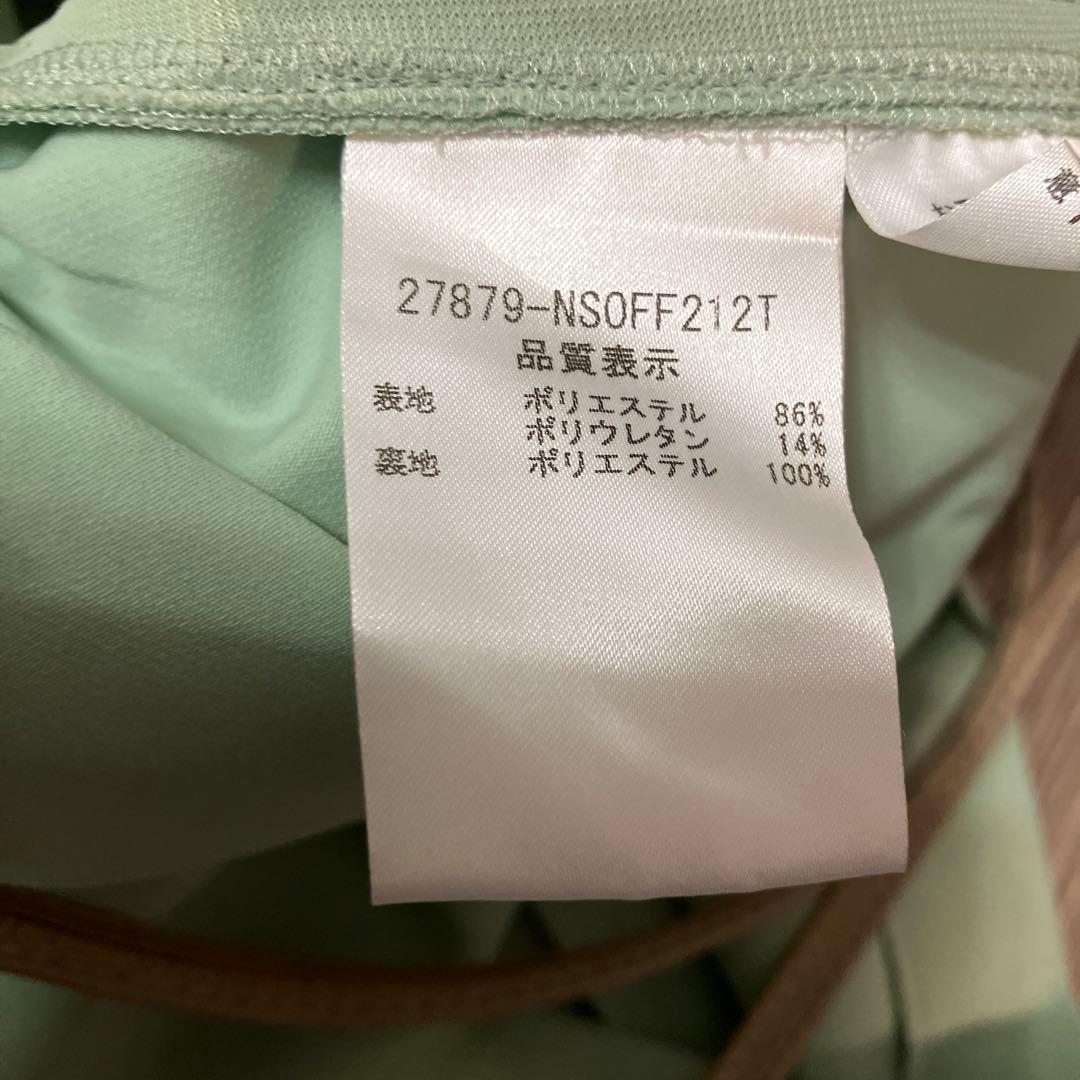 27879-NSOFF212T
品質表示
表地 ポリエステル 86%
ポリウレタン 14%
裏地 ポリエステル 100%